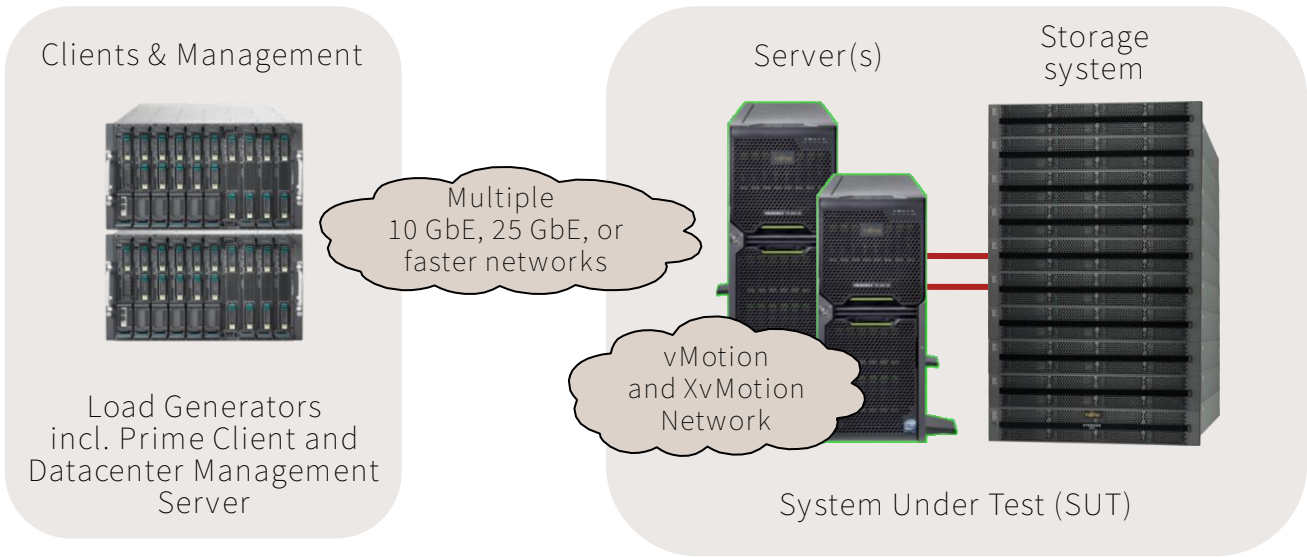 Clients & Management
Load Generators
incl. Prime Client and
Datacenter Management
Server
Multiple
10 GbE, 25 GbE, or
faster networks
Server(s)
Storage
system
vMotion
and XvMotion
Network
System Under Test (SUT)